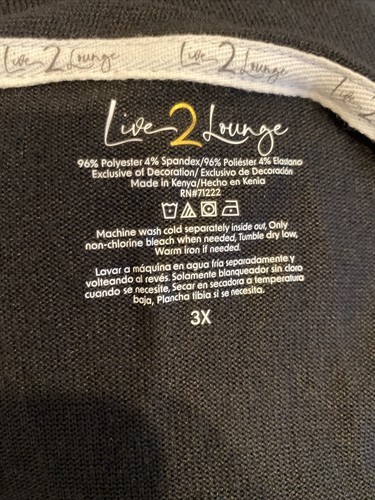 Live 2 Lounge
Live 2 Lounge
Live 2
Live 2 Lounge
96% Polyester 4% Spandex/96% Poliéster 4% Elastano
Exclusive of Decoration/ Exclusivo de Decoración
Made in Kenya/Hecho en Kenia
RN#71222
Machine wash cold separately inside out, Only
non-chlorine bleach when needed, Tumble dry low,
Warm iron if needed.
Lavar a máquina en agua fría separadamente y
volteando al revés. Solamente blanqueador sin cloro
cuando se necesite, Secar en secadora a temperatura
baja, Plancha tibia si se necesita.
3X